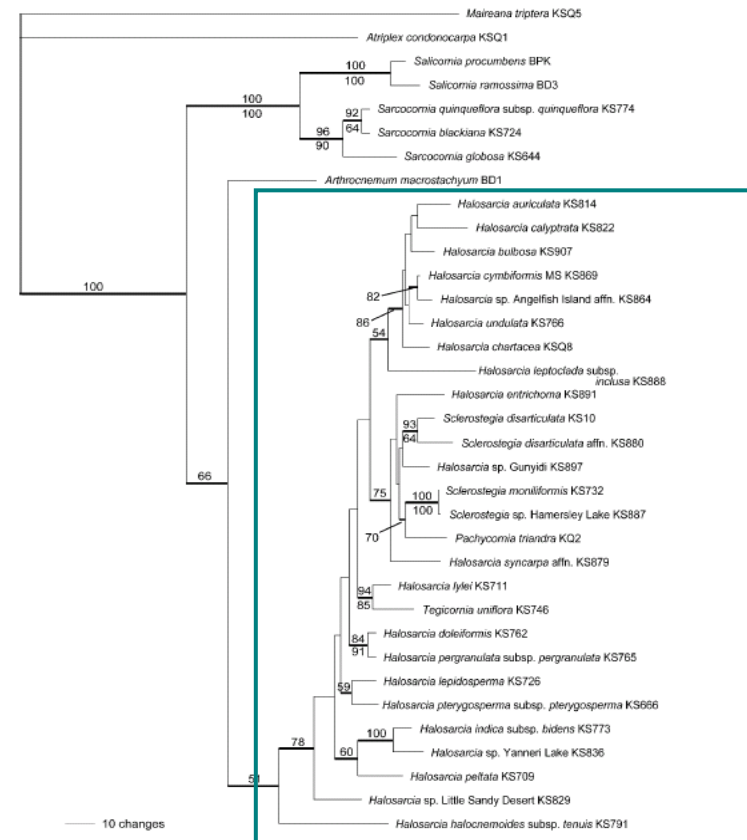 Maireana triptera KSQ5
Atriplex condonocarpa KSQ1
Salicornia procumbens BPK
100
100
Salicornia ramossima BD3
100
100
Sarcocornia quinqueflora subsp. quinqueflora KS774
92
64
Sarcocornia blackiana KS724
96
90
Sarcocornia globosa KS644
Arthrocnemum macrostachyum BD1
Halosarcia auriculata KS814
Halosarcia calyptrata KS822
Halosarcia bulbosa KS907
Halosarcia cymbiformis MS KS869
100
82
Halosarcia sp. Angelfish Island affn. KS864
86
Halosarcia undulata KS766
54
Halosarcia chartacea KSQ8
Halosarcia leptoclada subsp.
inclusa KS888
Halosarcia entrichoma KS891
Sclerostegia disarticulata KS10
93
64
Sclerostegia disarticulata affn. KS880
Halosarcia sp. Gunyidi KS897
66
75
Sclerostegia moniliformis KS732
100
100
Sclerostegia sp. Hamersley Lake KS887
70
Pachycornia triandra KQ2
Halosarcia syncarpa affn. KS879
Halosarcia lylei KS711
94
85
Tegicornia uniflora KS746
Halosarcia doleiformis KS762
84
91
Halosarcia pergranulata subsp. pergranulata KS765
Halosarcia lepidosperma KS726
59
Halosarcia pterygosperma subsp. pterygosperma KS666
Halosarcia indica subsp. bidens KS773
100
78
60
Halosarcia sp. Yanneri Lake KS836
Halosarcia peltata KS709
51
Halosarcia sp. Little Sandy Desert KS829
10 changes
Halosarcia halocnemoides subsp. tenuis KS791